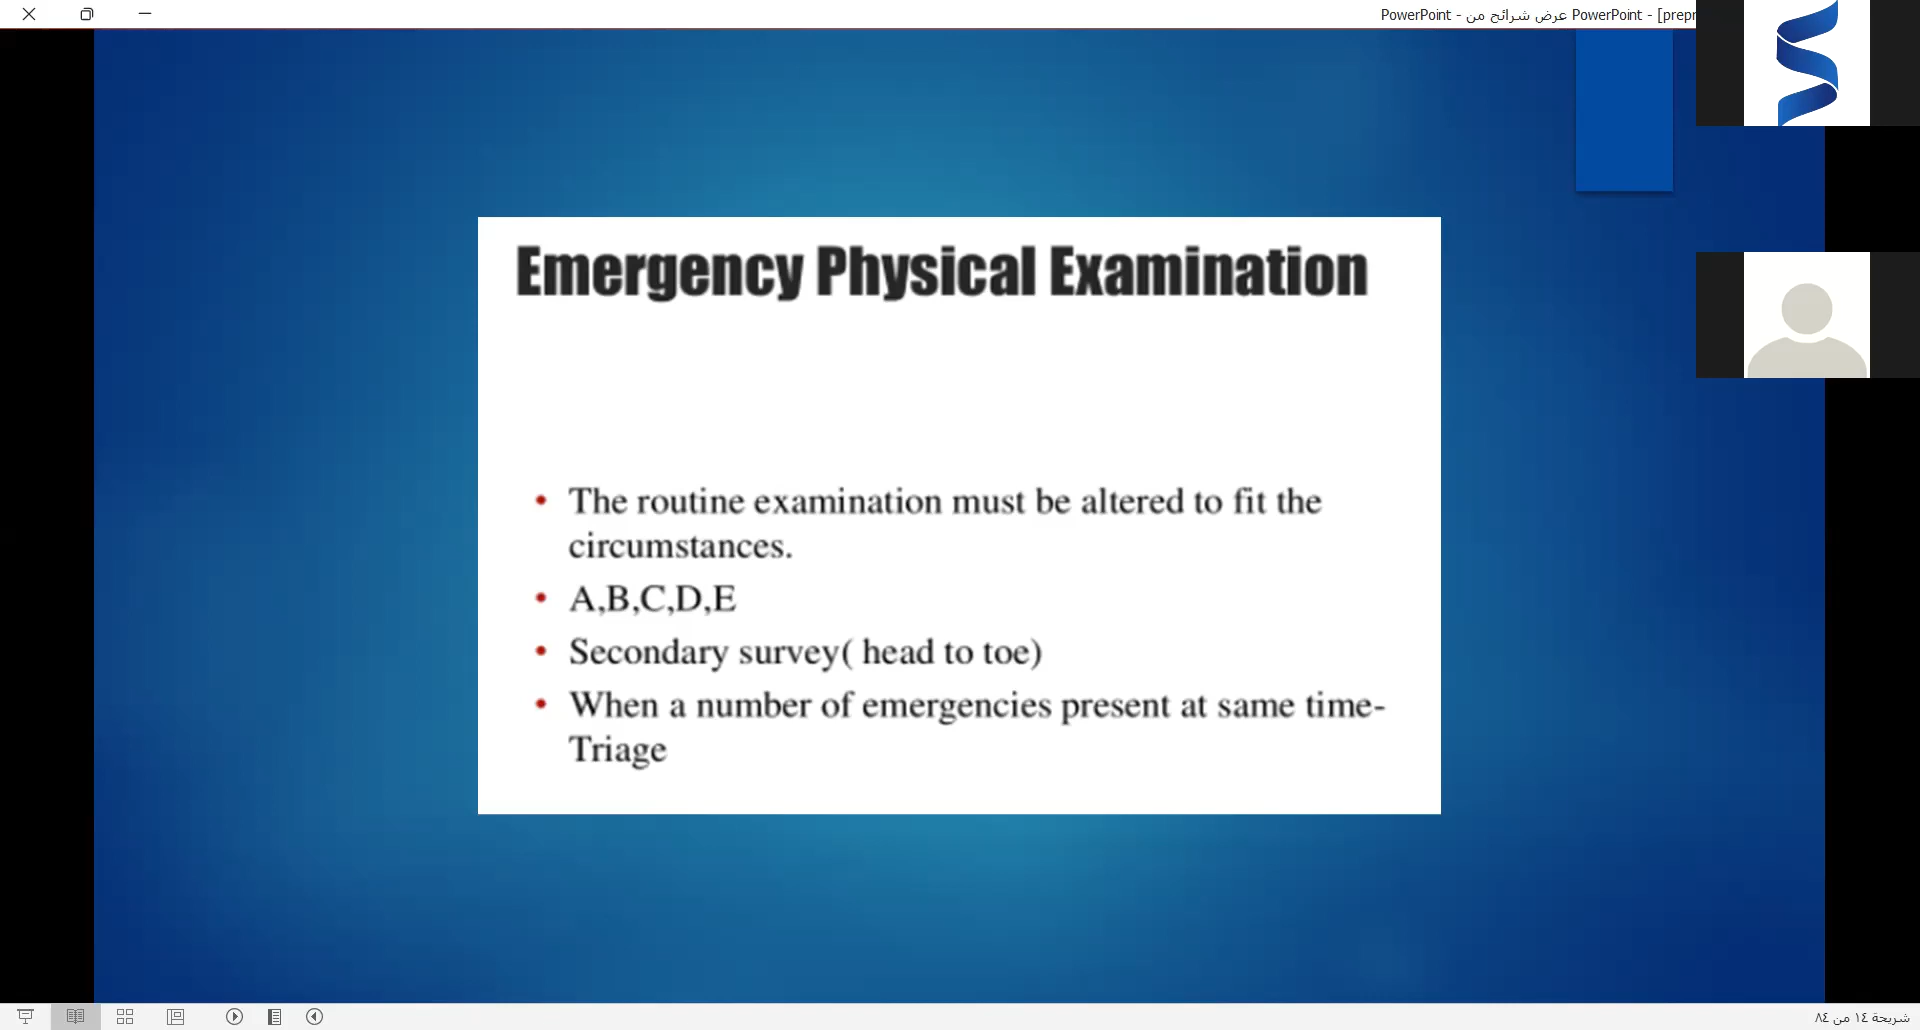 PowerPoint - عرض شرائح من PowerPoint - [prepr
Emergency Physical Examination
• The routine examination must be altered to fit the
circumstances.
• A,B,C,D,E
• Secondary survey( head to toe)
• When a number of emergencies present at same time-
Triage
شريحة ١٤ من ٨٤